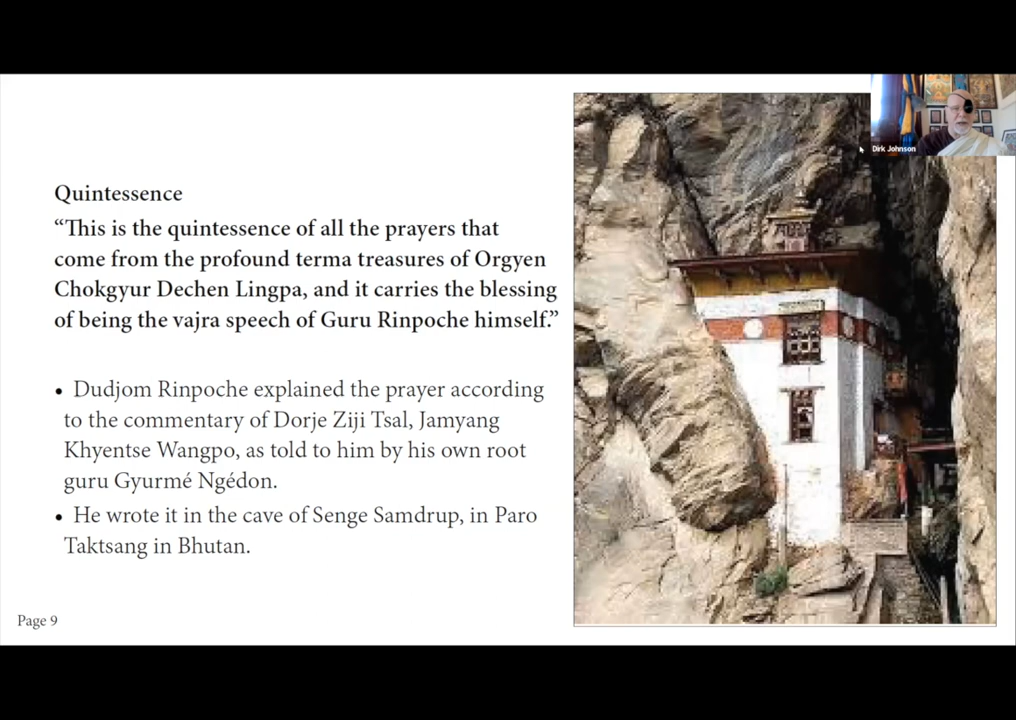 Dirk Johnson
Quintessence
“This is the quintessence of all the prayers that
come from the profound terma treasures of Orgyen
Chokgyur Dechen Lingpa, and it carries the blessing
of being the vajra speech of Guru Rinpoche himself.”
• Dudjom Rinpoche explained the prayer according
to the commentary of Dorje Ziji Tsal, Jamyang
Khyentse Wangpo, as told to him by his own root
guru Gyurmé Ngédon.
• He wrote it in the cave of Senge Samdrup, in Paro
Taktsang in Bhutan.
Page 9